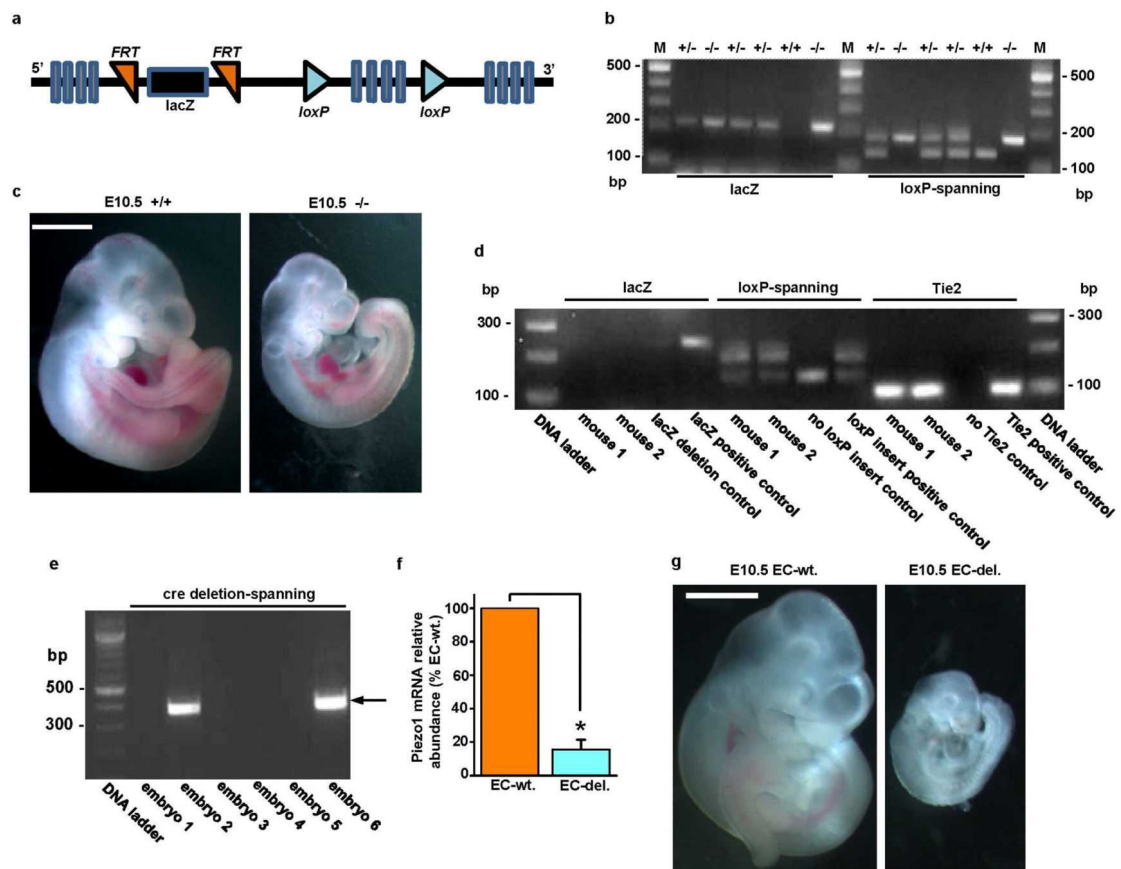 a
5'
FRT
FRT
3'
lacZ
loxP
loxP
b
M +/- -/- +/- +/- +/+ -/- M +/- -/- +/- +/- +/+ -/- M
500 -
200 -
100 -
bp
- 500
- 200
- 100
bp
lacZ
loxP-spanning
c
E10.5 +/+
E10.5 -/-
d
bp
lacZ
loxP-spanning
Tie2
bp
300 -
100 -
- 300
- 100
DNA ladder
mouse 1
mouse 2
lacZ deletion control
lacZ positive control
mouse 1
mouse 2
no loxP insert control
loxP insert positive control
mouse 1
mouse 2
no Tie2 control
Tie2 positive control
DNA ladder
e
cre deletion-spanning
bp
500 -
300 -
DNA ladder
embryo 1
embryo 2
embryo 3
embryo 4
embryo 5
embryo 6
f
Piezo1 mRNA relative
abundance (% EC-wt.)
100
80
60
40
20
0
*
EC-wt.
EC-del.
g
E10.5 EC-wt.
E10.5 EC-del.